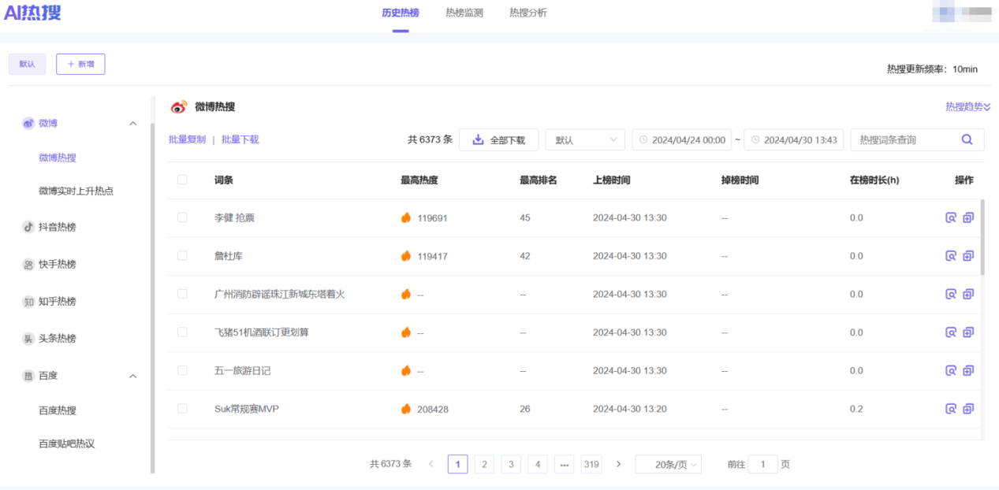 AI热搜
历史热榜 热榜监测 热搜分析
默认 + 新增
热搜更新频率：10min
微博
微博热搜
微博实时上升热点
抖音热榜
快手热榜
知 知乎热榜
头 头条热榜
热 百度
百度热搜
百度贴吧热议
微博热搜 热搜趋势
批量复制 | 批量下载 共 6373 条 全部下载 默认 2024/04/24 00:00 ~ 2024/04/30 13:43 热搜词条查询
词条 最高热度 最高排名 上榜时间 掉榜时间 在榜时长(h) 操作
李健 抢票 119691 45 2024-04-30 13:30 -- 0.0
詹杜库 119417 42 2024-04-30 13:30 -- 0.0
广州消防辟谣珠江新城东塔着火 -- -- 2024-04-30 13:30 -- 0.0
飞猪51机酒联订更划算 -- -- 2024-04-30 13:30 -- 0.0
五一旅游日记 -- -- 2024-04-30 13:30 -- 0.0
Suk常规赛MVP 208428 26 2024-04-30 13:20 -- 0.2
共 6373 条 < 1 2 3 4 ••• 319 > 20条/页 前往 1 页